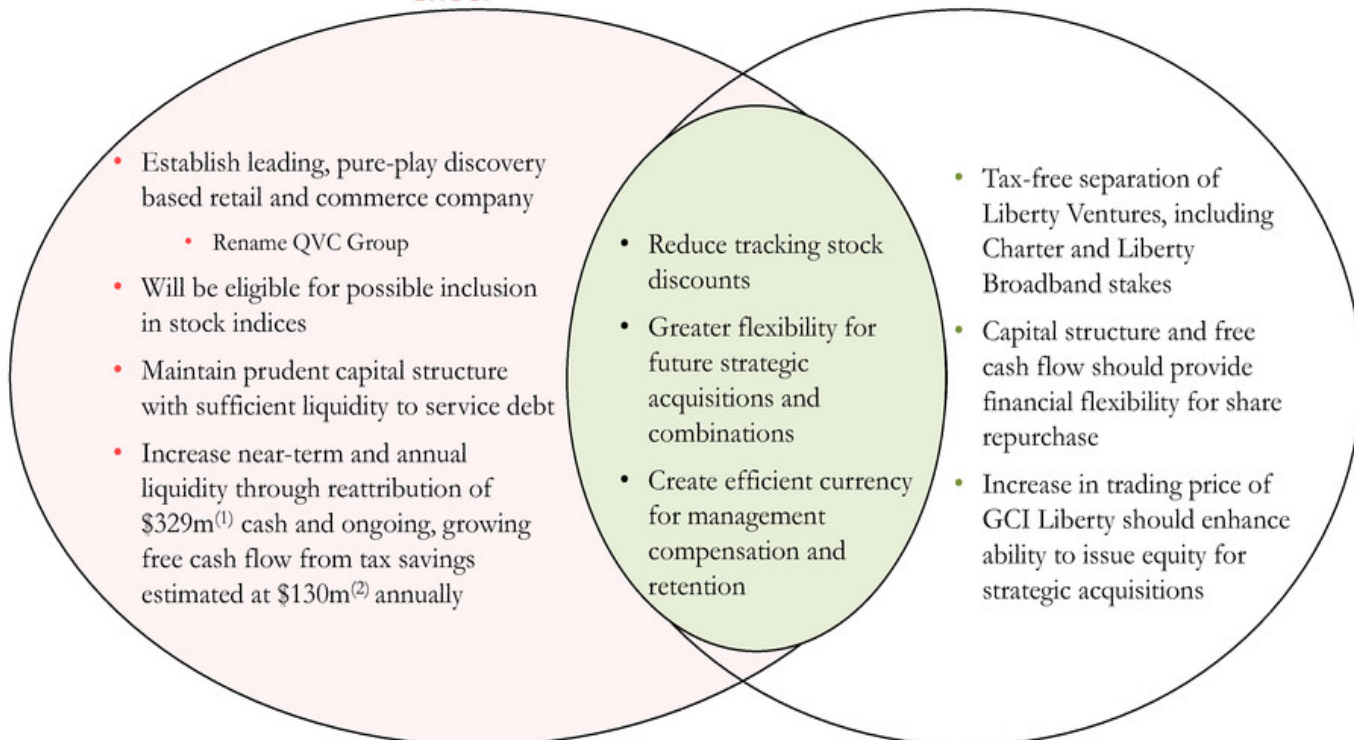 • Establish leading, pure-play discovery
based retail and commerce company
• Rename QVC Group
• Will be eligible for possible inclusion
in stock indices
• Maintain prudent capital structure
with sufficient liquidity to service debt
• Increase near-term and annual
liquidity through reattribution of
$329m(1) cash and ongoing, growing
free cash flow from tax savings
estimated at $130m(2) annually
• Reduce tracking stock
discounts
• Greater flexibility for
future strategic
acquisitions and
combinations
• Create efficient currency
for management
compensation and
retention
• Tax-free separation of
Liberty Ventures, including
Charter and Liberty
Broadband stakes
• Capital structure and free
cash flow should provide
financial flexibility for share
repurchase
• Increase in trading price of
GCI Liberty should enhance
ability to issue equity for
strategic acquisitions